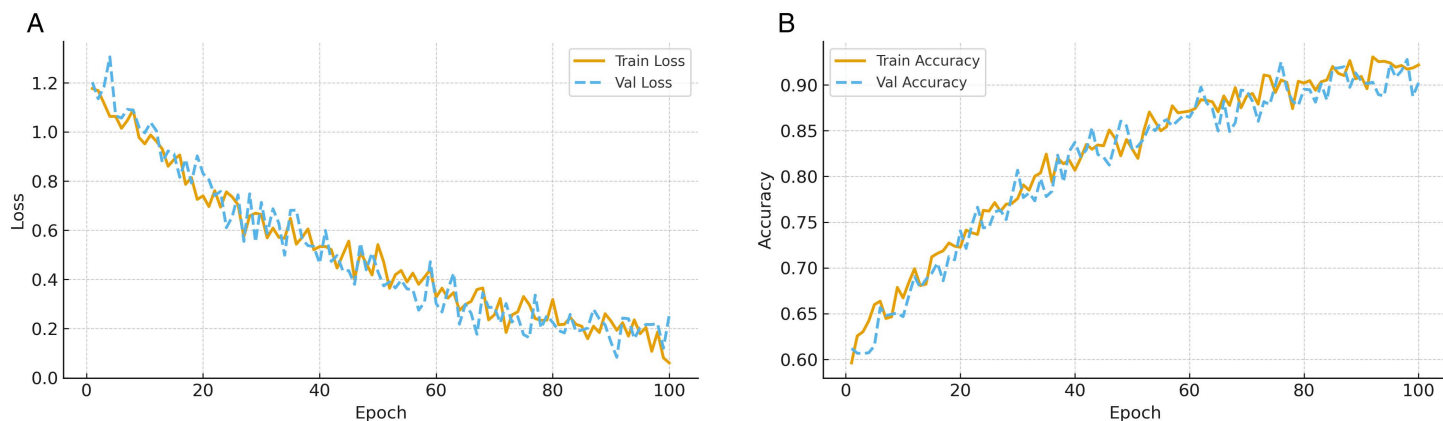 A
Loss
1.2
1.0
0.8
0.6
0.4
0.2
0.0
Train Loss
Val Loss
0 20 40 60 80 100
Epoch
B
Accuracy
0.90
0.85
0.80
0.75
0.70
0.65
0.60
Train Accuracy
Val Accuracy
0 20 40 60 80 100
Epoch